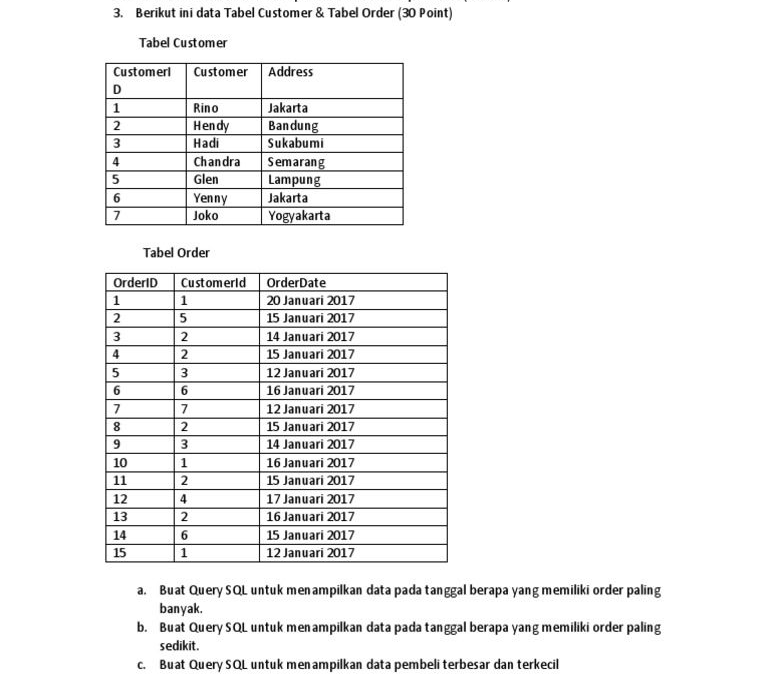 3. Berikut ini data Tabel Customer & Tabel Order (30 Point)
Tabel Customer
CustomerI Customer Address
D
1 Rino Jakarta
2 Hendy Bandung
3 Hadi Sukabumi
4 Chandra Semarang
5 Glen Lampung
6 Yenny Jakarta
7 Joko Yogyakarta
Tabel Order
OrderID CustomerId OrderDate
1 1 20 Januari 2017
2 5 15 Januari 2017
3 2 14 Januari 2017
4 2 15 Januari 2017
5 3 12 Januari 2017
6 6 16 Januari 2017
7 7 12 Januari 2017
8 2 15 Januari 2017
9 3 14 Januari 2017
10 1 16 Januari 2017
11 2 15 Januari 2017
12 4 17 Januari 2017
13 2 16 Januari 2017
14 6 15 Januari 2017
15 1 12 Januari 2017
a. Buat Query SQL untuk menampilkan data pada tanggal berapa yang memiliki order paling
banyak.
b. Buat Query SQL untuk menampilkan data pada tanggal berapa yang memiliki order paling
sedikit.
c. Buat Query SQL untuk menampilkan data pembeli terbesar dan terkecil